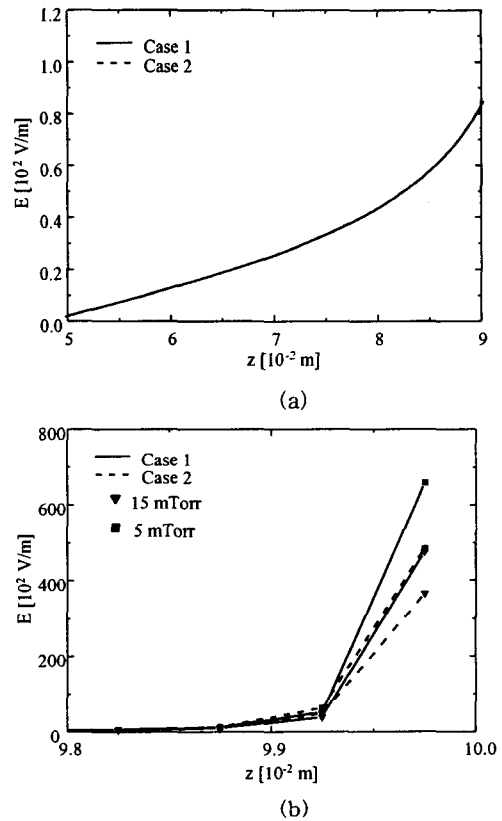 1.2
1.0
0.8
0.6
0.4
0.2
0.0
E [10⁻² V/m]
Case 1
Case 2
5 6 7 8 9
z [10⁻² m]
(a)
800
600
400
200
0
E [10² V/m]
Case 1
Case 2
15 mTorr
5 mTorr
9.8 9.9 10.0
z [10⁻² m]
(b)